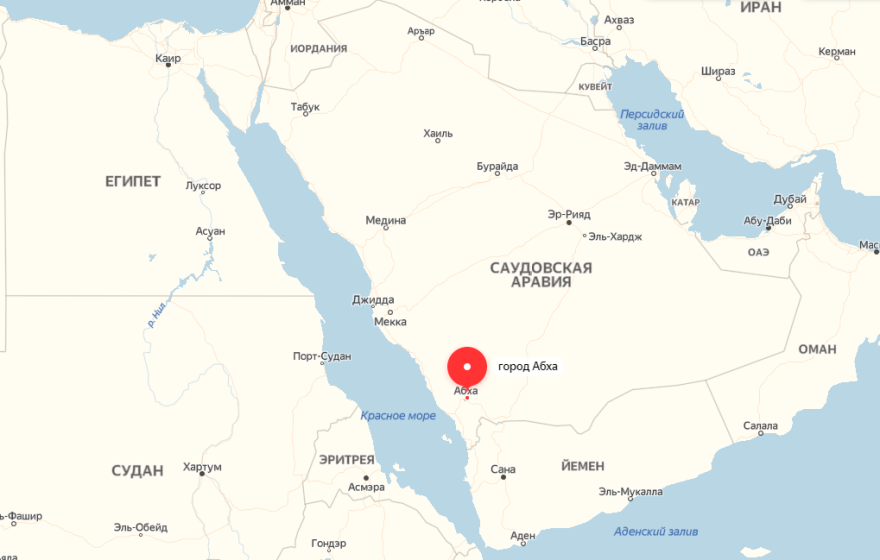 Амман
ИРАН
Ахваз
Аръар
Басра
ИОРДАНИЯ
Керман
Каир
Шираз
КУВЕЙТ
Табук
Персидский
залив
Хаиль
Бурайда
Эд-Даммам
ЕГИПЕТ
Луксор
КАТАР
Дубай
Медина
Эр-Рияд
Абу-Даби
Асуан
Эль-Хардж
Мас
ОАЭ
САУДОВСКАЯ
АРАВИЯ
Джидда
р. Нил
Мекка
ОМАН
Порт-Судан
город Абха
Абха
Красное море
Салала
ЭРИТРЕЯ
СУДАН
Хартум
Сана
ЙЕМЕН
Асмэра
Эль-Мукалла
ь-Фашир
Эль-Обейд
Аден
Аденский залив
Гондэр